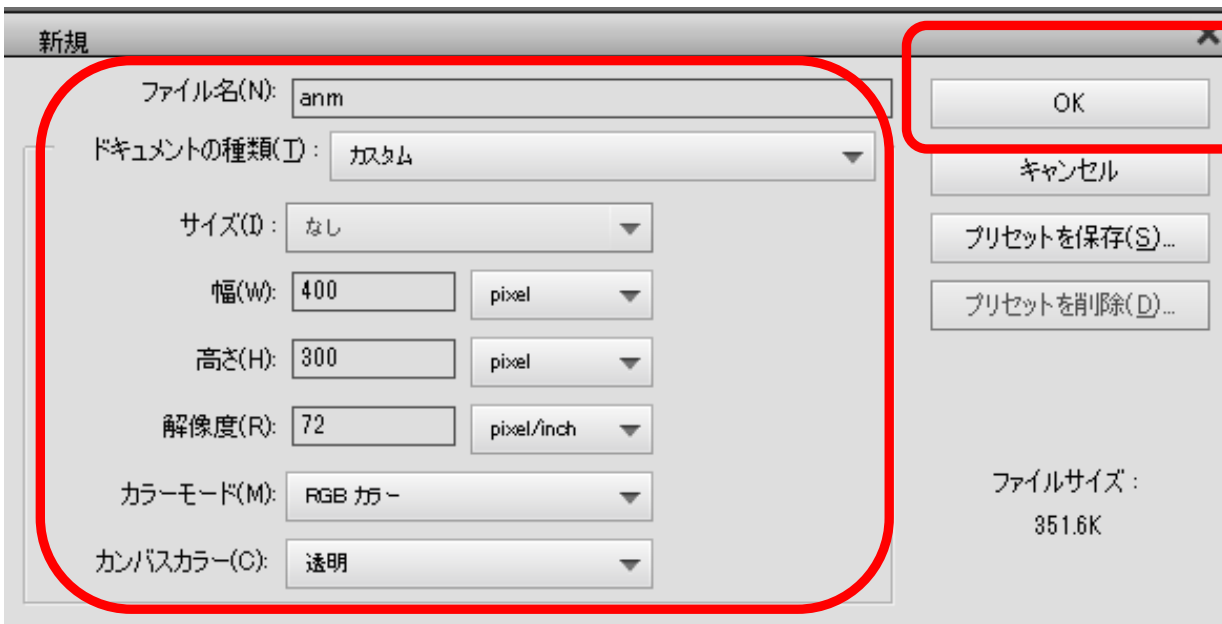 新規
ファイル名(N): anm
OK
ドキュメントの種類(T): カスタム
キャンセル
サイズ(I): なし
プリセットを保存(S)...
幅(W): 400 pixel
プリセットを削除(D)...
高さ(H): 300 pixel
解像度(R): 72 pixel/inch
カラーモード(M): RGB カラー
ファイルサイズ:
351.6K
カンバスカラー(C): 透明